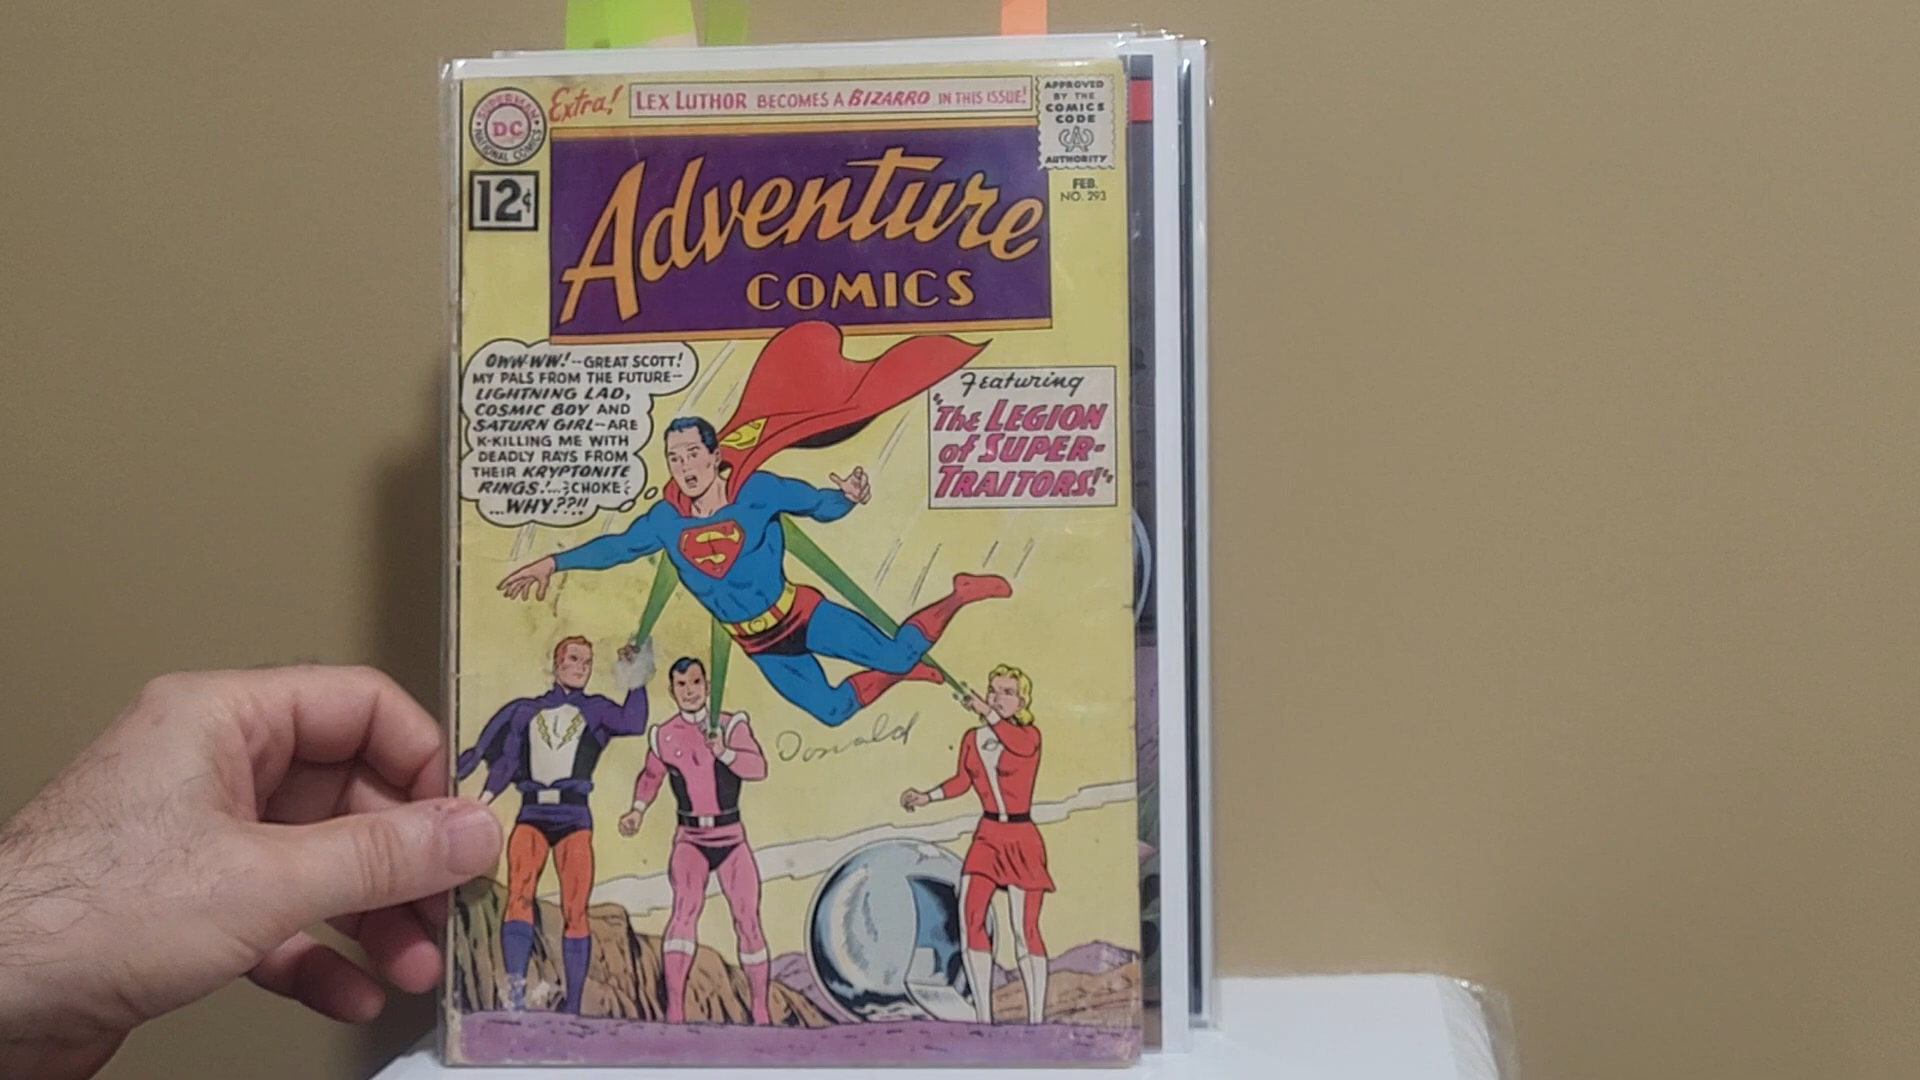 Extra! LEX LUTHOR BECOMES A BIZARRO IN THIS ISSUE!
SUPERMAN
DC
NATIONAL COMICS
APPROVED
BY THE
COMICS
CODE
AUTHORITY
12¢
FEB.
NO. 293
Adventure
COMICS
OWW-WW!--GREAT SCOTT!
MY PALS FROM THE FUTURE--
LIGHTNING LAD,
COSMIC BOY AND
SATURN GIRL--ARE
K-KILLING ME WITH
DEADLY RAYS FROM
THEIR KRYPTONITE
RINGS!...CHOKE
...WHY??!!
Featuring
"The LEGION
of SUPER-
TRAITORS!"
S
Donald